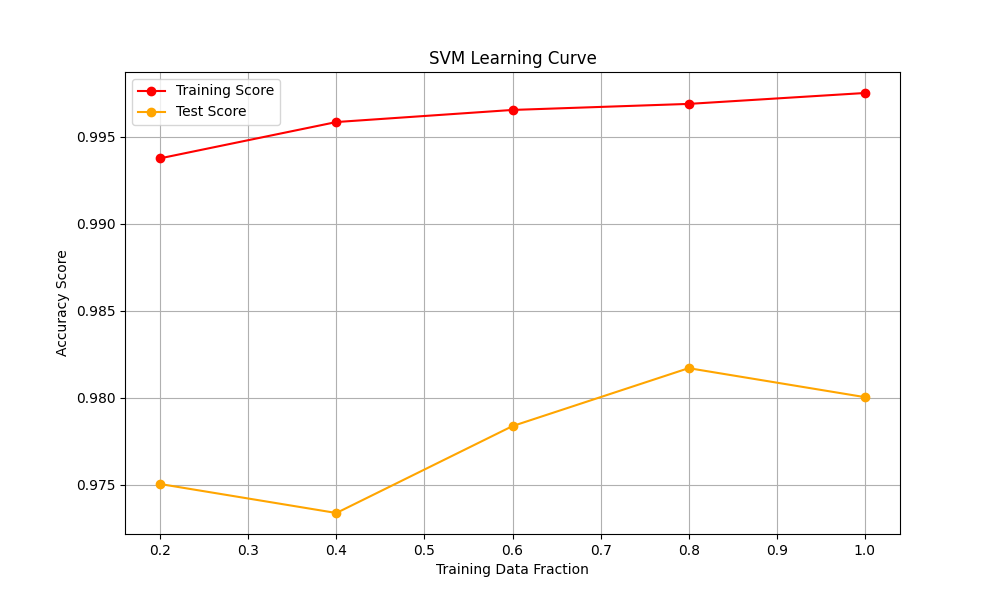 SVM Learning Curve
Training Score
Test Score
Accuracy Score
0.995
0.990
0.985
0.980
0.975
0.2 0.3 0.4 0.5 0.6 0.7 0.8 0.9 1.0
Training Data Fraction